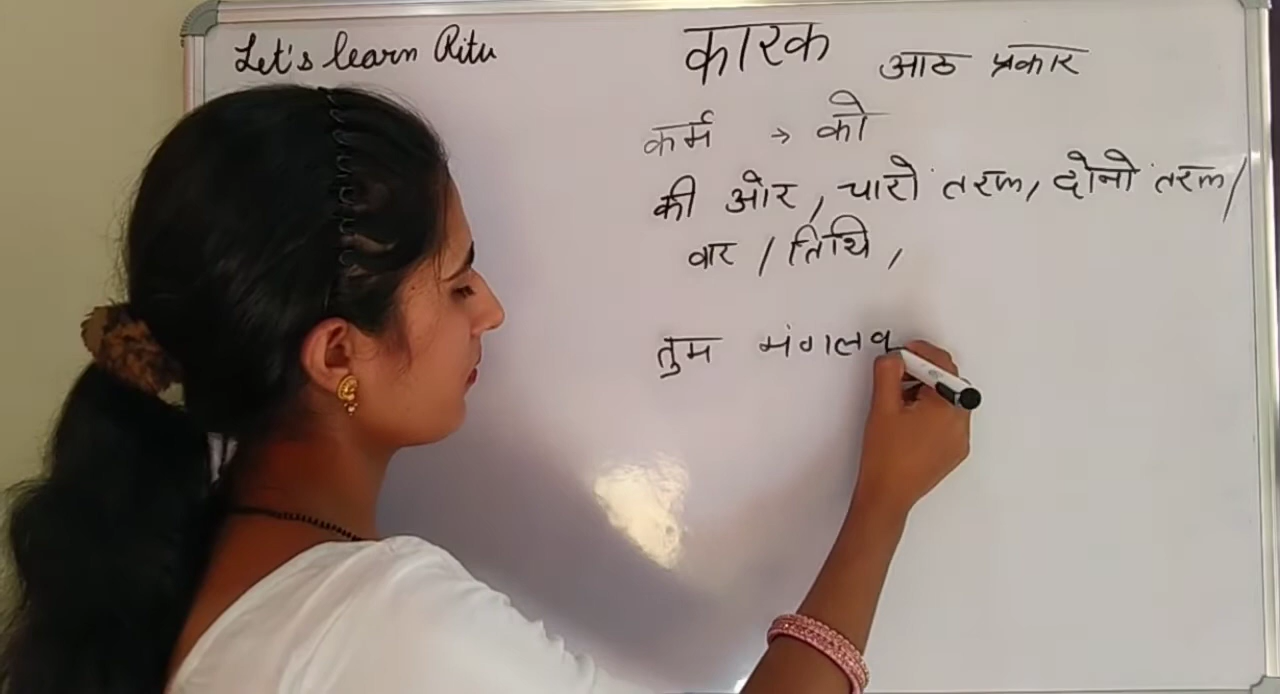 Let's learn Ritu
कारक आठ प्रकार
कर्म → को
की ओर, चारो तरफ, दोनो तरफ/
वार / तिथि,
तुम मंगलव